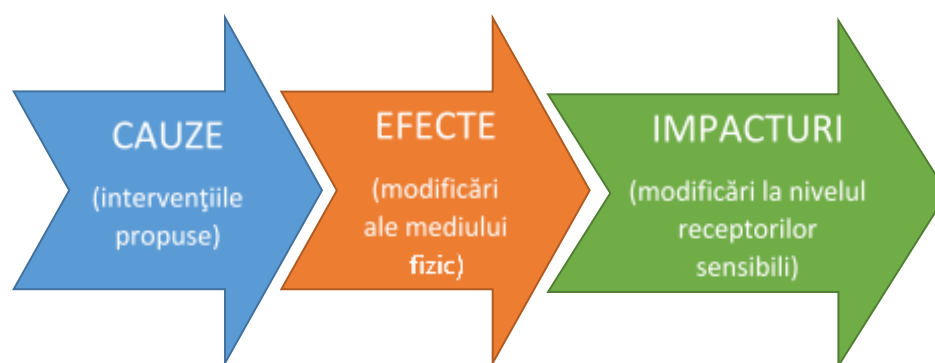 CAUZE
(intervenţiile
propuse)
EFECTE
(modificări
ale mediului
fizic)
IMPACTURI
(modificări la nivelul
receptorilor
sensibili)